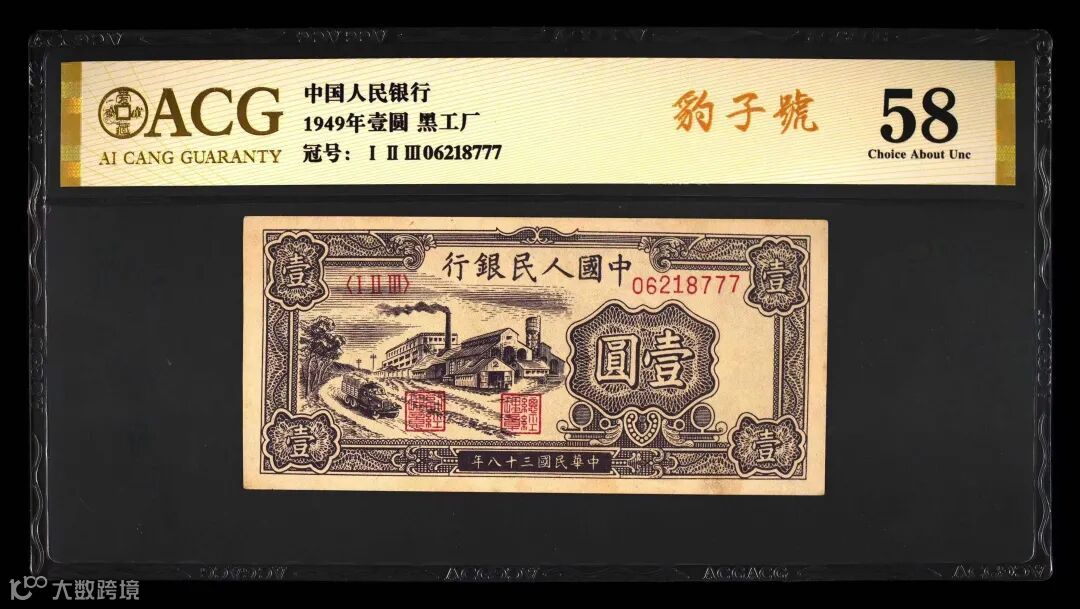 ACG
AI CANG GUARANTY
中国人民银行
1949年壹圆 黑工厂
冠号: Ⅰ Ⅱ Ⅲ06218777
豹子號
58
Choice About Unc
行銀民人國中
〈Ⅰ Ⅱ Ⅲ〉
06218777
壹
壹
圓壹
壹
壹
年八十三國民華中
ACGACG
大数跨境